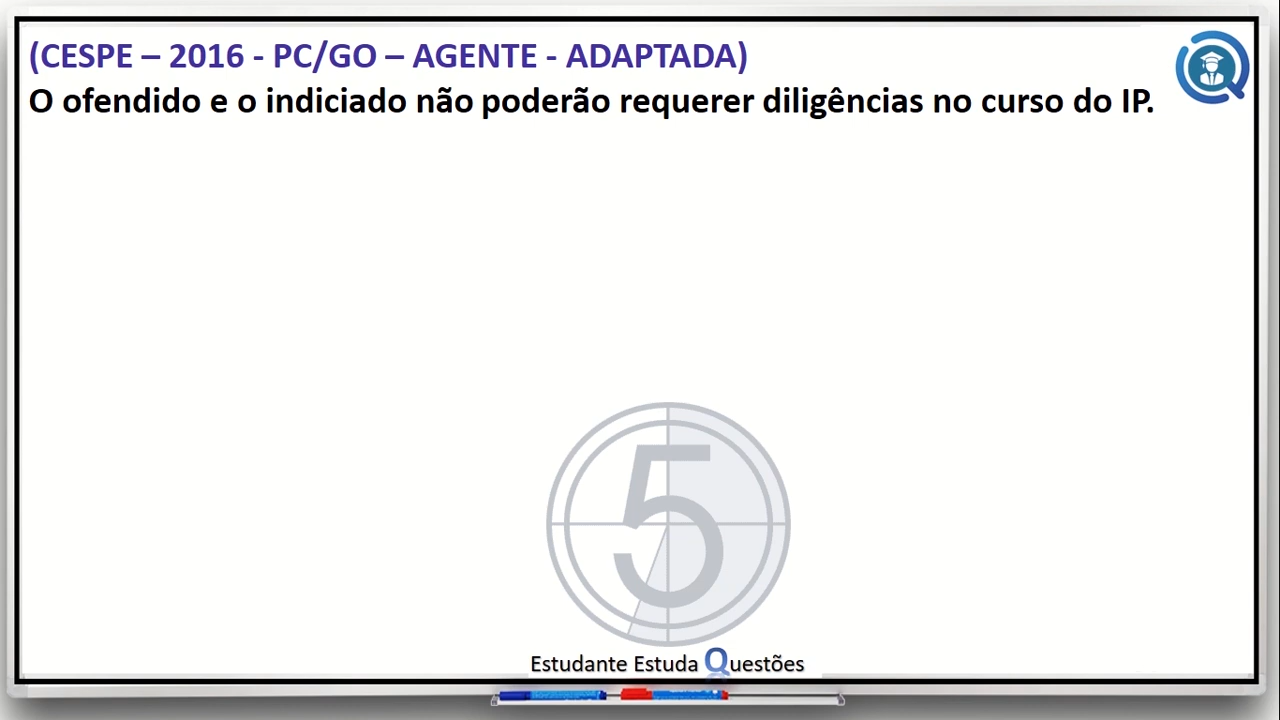 (CESPE – 2016 - PC/GO – AGENTE - ADAPTADA)
O ofendido e o indiciado não poderão requerer diligências no curso do IP.
5
Estudante Estuda Questões